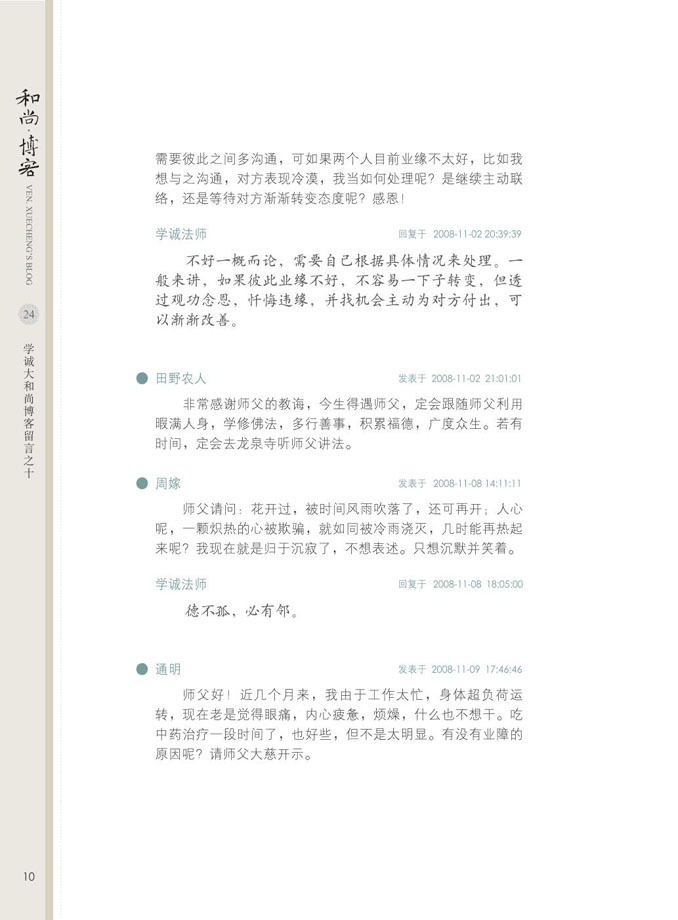 和尚·博客
VEN. XUECHENG'S BLOG
24
学诚大和尚博客留言之十
需要彼此之间多沟通，可如果两个人目前业缘不太好，比如我
想与之沟通，对方表现冷漠，我当如何处理呢？是继续主动联
络，还是等待对方渐渐转变态度呢？感恩！
学诚法师 回复于 2008-11-02 20:39:39
不好一概而论，需要自己根据具体情况来处理。一
般来讲，如果彼此业缘不好，不容易一下子转变，但透
过观功念恩，忏悔违缘，并找机会主动为对方付出，可
以渐渐改善。
田野农人 发表于 2008-11-02 21:01:01
非常感谢师父的教诲，今生得遇师父，定会跟随师父利用
暇满人身，学修佛法，多行善事，积累福德，广度众生。若有
时间，定会去龙泉寺听师父讲法。
周嫁 发表于 2008-11-08 14:11:11
师父请问：花开过，被时间风雨吹落了，还可再开；人心
呢，一颗炽热的心被欺骗，就如同被冷雨浇灭，几时能再热起
来呢？我现在就是归于沉寂了，不想表述。只想沉默并笑着。
学诚法师 回复于 2008-11-08 18:05:00
德不孤，必有邻。
通明 发表于 2008-11-09 17:46:46
师父好！近几个月来，我由于工作太忙，身体超负荷运
转，现在老是觉得眼痛，内心疲惫，烦燥，什么也不想干。吃
中药治疗一段时间了，也好些，但不是太明显。有没有业障的
原因呢？请师父大慈开示。
10